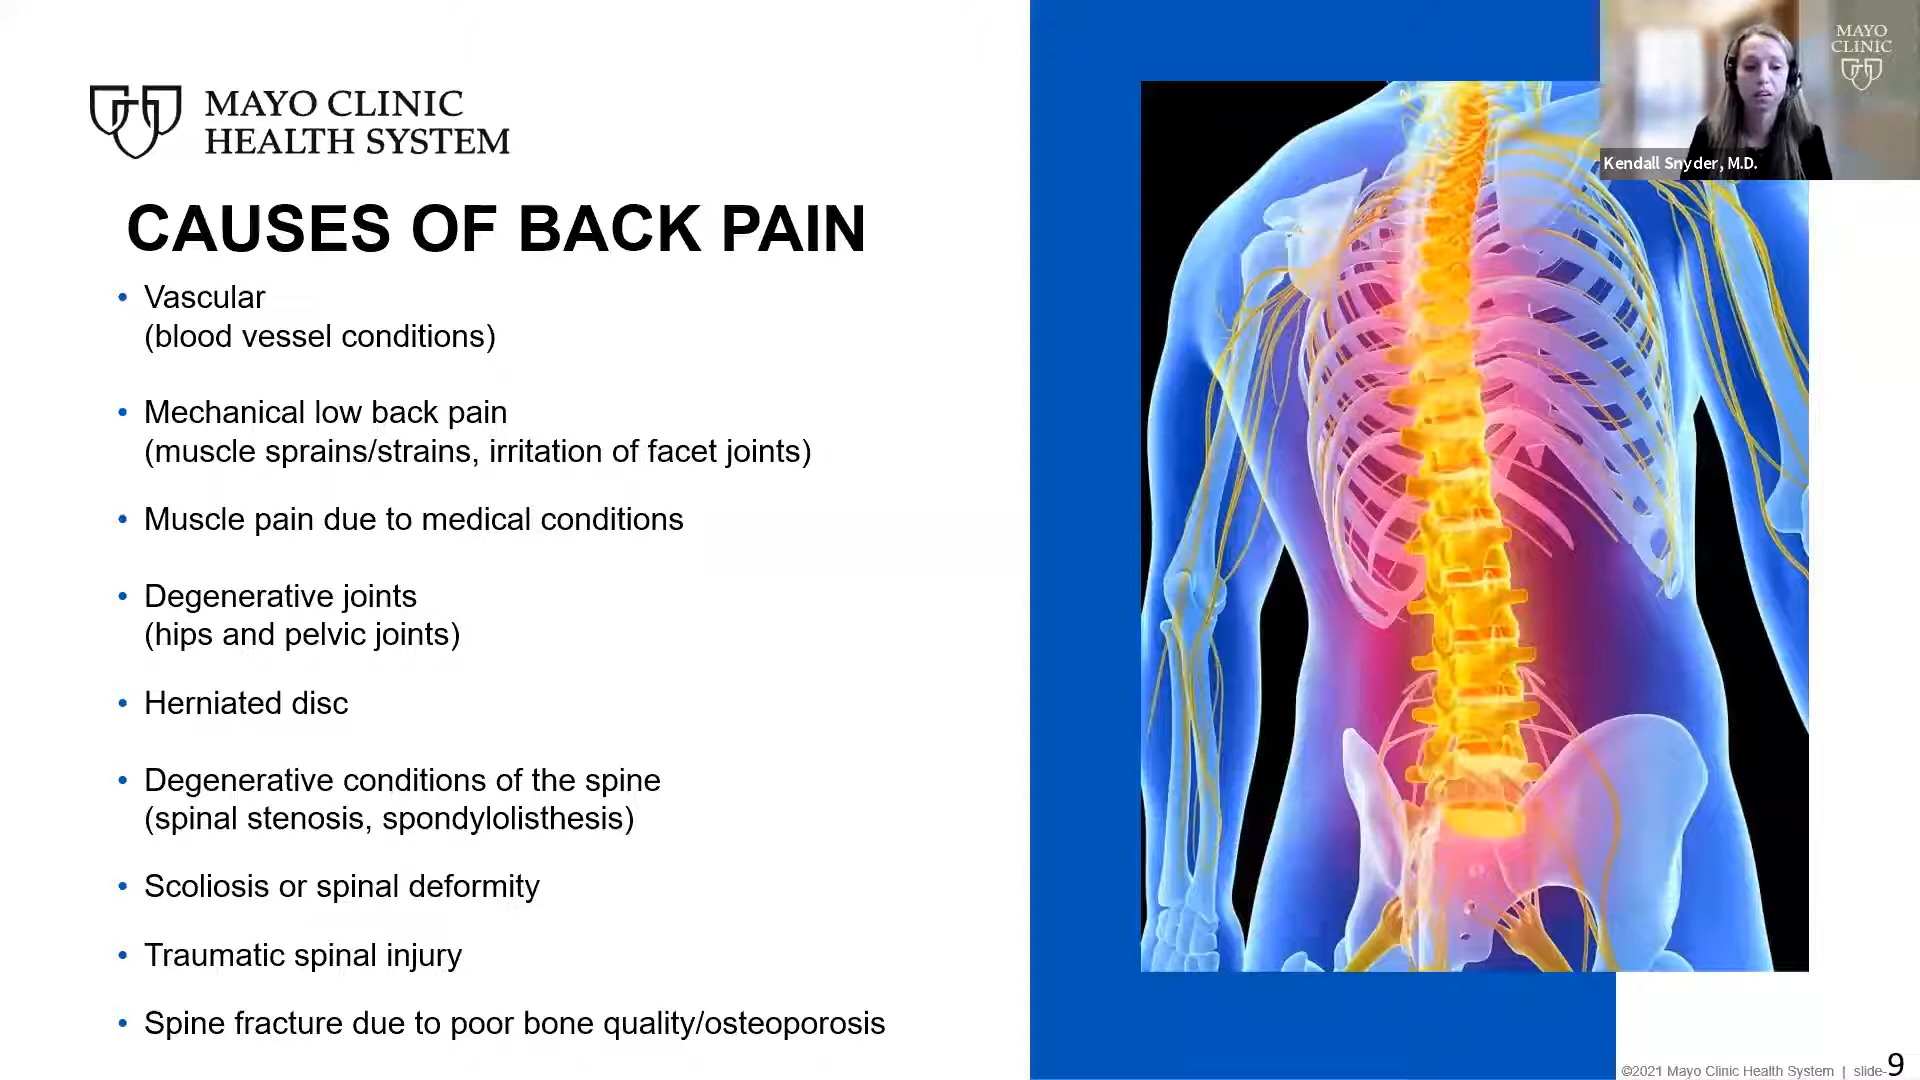 MAYO CLINIC
HEALTH SYSTEM
CAUSES OF BACK PAIN
• Vascular
(blood vessel conditions)
• Mechanical low back pain
(muscle sprains/strains, irritation of facet joints)
• Muscle pain due to medical conditions
• Degenerative joints
(hips and pelvic joints)
• Herniated disc
• Degenerative conditions of the spine
(spinal stenosis, spondylolisthesis)
• Scoliosis or spinal deformity
• Traumatic spinal injury
• Spine fracture due to poor bone quality/osteoporosis
MAYO
CLINIC
Kendall Snyder, M.D.
©2021 Mayo Clinic Health System | slide-9